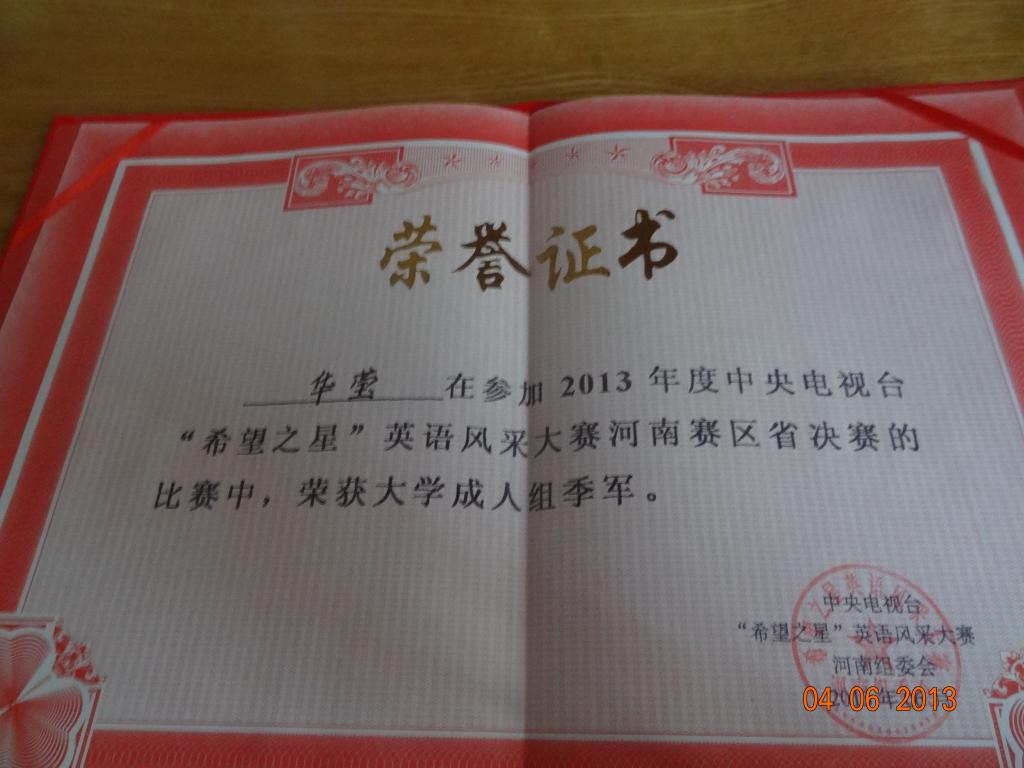 荣誉证书
华莹 在参加 2013 年度中央电视台
“希望之星”英语风采大赛河南赛区省决赛的
比赛中，荣获大学成人组季军。
中央电视台
“希望之星”英语风采大赛
河南组委会
04 06 2013